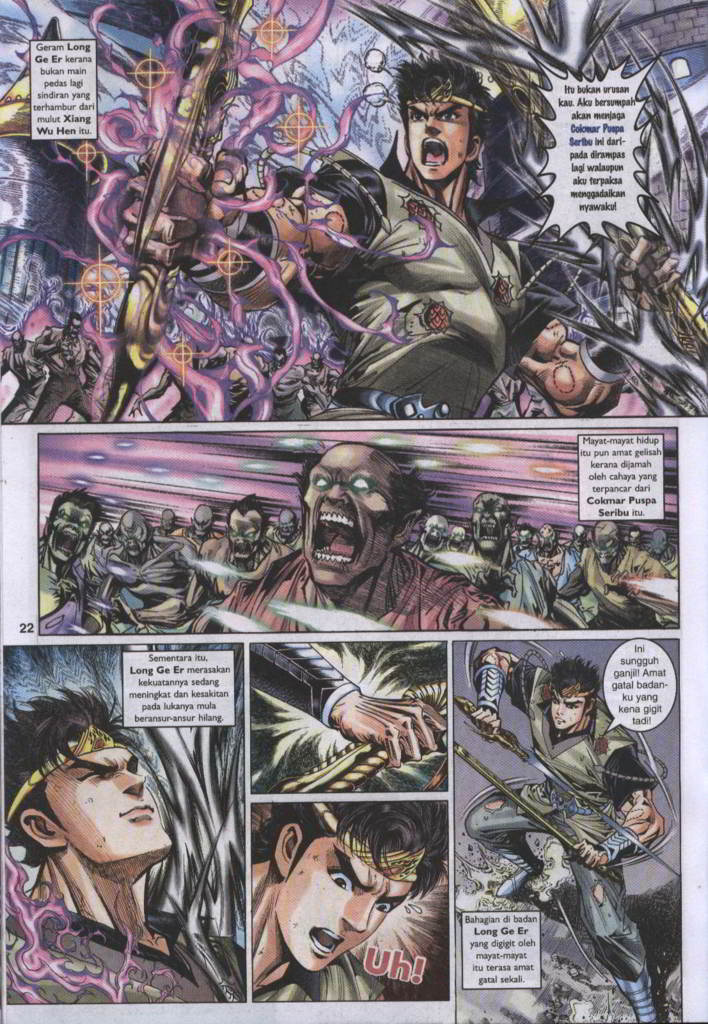 Geram Long
Ge Er kerana
bukan main
pedas lagi
sindiran yang
terhambur dari
mulut Xiang
Wu Hen itu.
Itu bukan urusan
kau. Aku bersumpah
akan menjaga
Cokmar Puspa
Seribu ini dari-
pada dirampas
lagi walaupun
aku terpaksa
menggadaikan
nyawaku!
Mayat-mayat hidup
itu pun amat gelisah
kerana dijamah
oleh cahaya yang
terpancar dari
Cokmar Puspa
Seribu itu.
22
Sementara itu,
Long Ge Er merasakan
kekuatannya sedang
meningkat dan kesakitan
pada lukanya mula
beransur-ansur hilang.
Uh!
Ini
sungguh
ganjil! Amat
gatal badan-
ku yang
kena gigit
tadi!
Bahagian di badan
Long Ge Er
yang digigit oleh
mayat-mayat
itu terasa amat
gatal sekali.